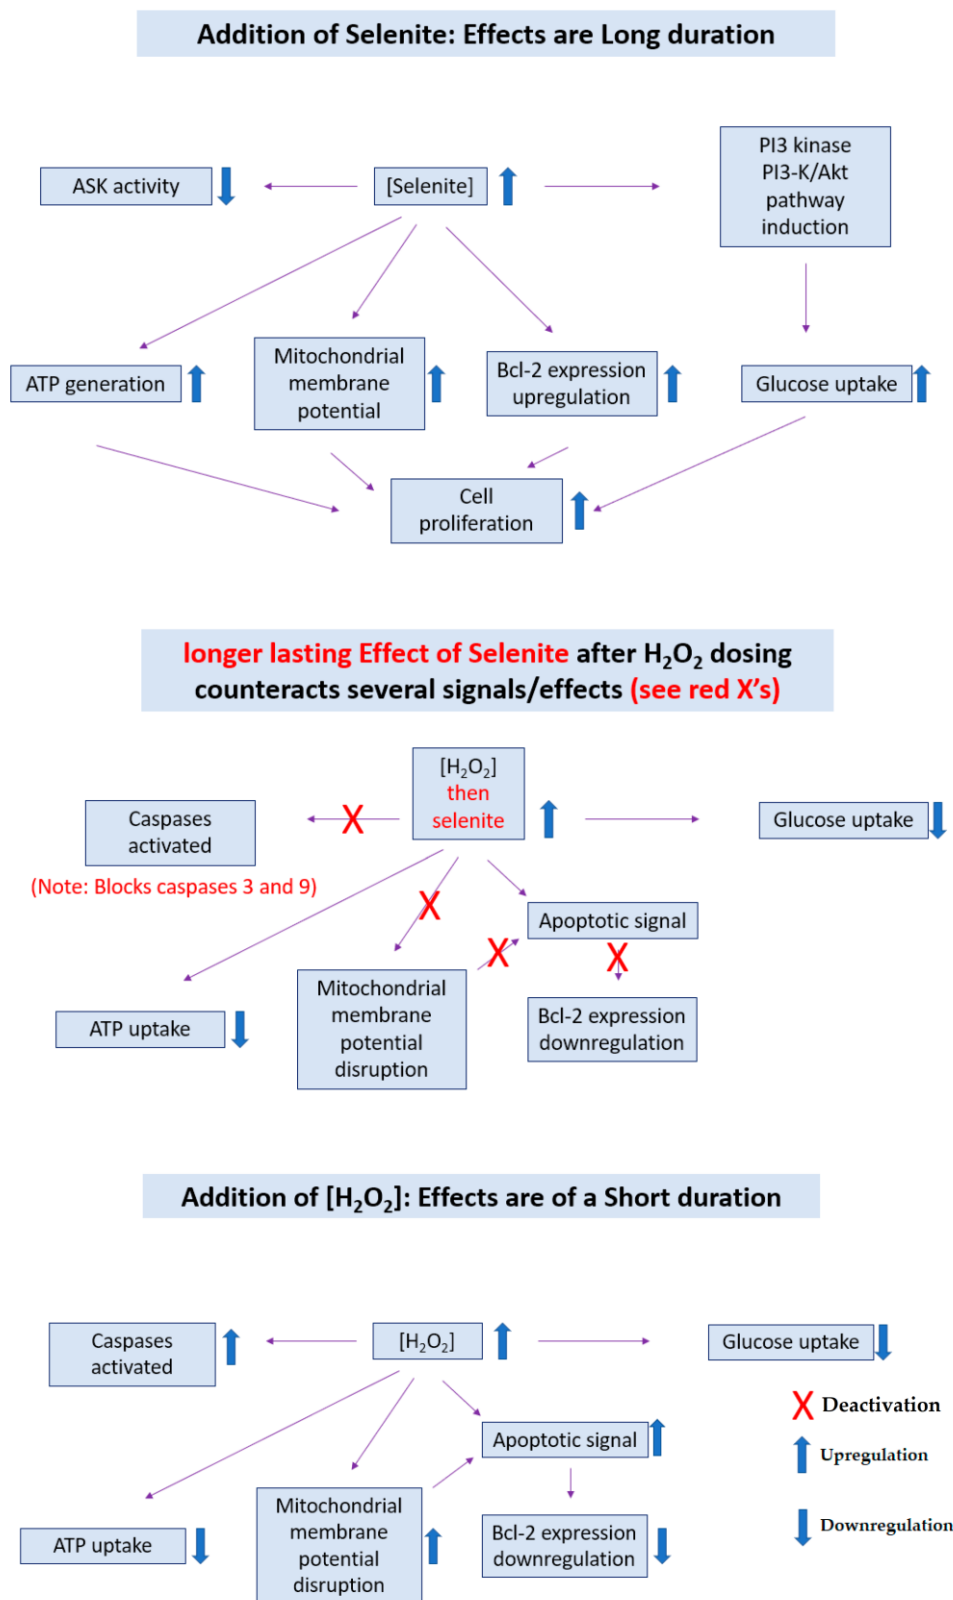 Addition of Selenite: Effects are Long duration
ASK activity
[Selenite]
PI3 kinase
PI3-K/Akt
pathway
induction
ATP generation
Mitochondrial
membrane
potential
Bcl-2 expression
upregulation
Glucose uptake
Cell
proliferation
longer lasting Effect of Selenite after H₂O₂ dosing
counteracts several signals/effects (see red X's)
[H₂O₂]
then
selenite
Caspases
activated
(Note: Blocks caspases 3 and 9)
Glucose uptake
Apoptotic signal
ATP uptake
Mitochondrial
membrane
potential
disruption
Bcl-2 expression
downregulation
Addition of [H₂O₂]: Effects are of a Short duration
Caspases
activated
[H₂O₂]
Glucose uptake
Apoptotic signal
ATP uptake
Mitochondrial
membrane
potential
disruption
Bcl-2 expression
downregulation
X Deactivation
Upregulation
Downregulation